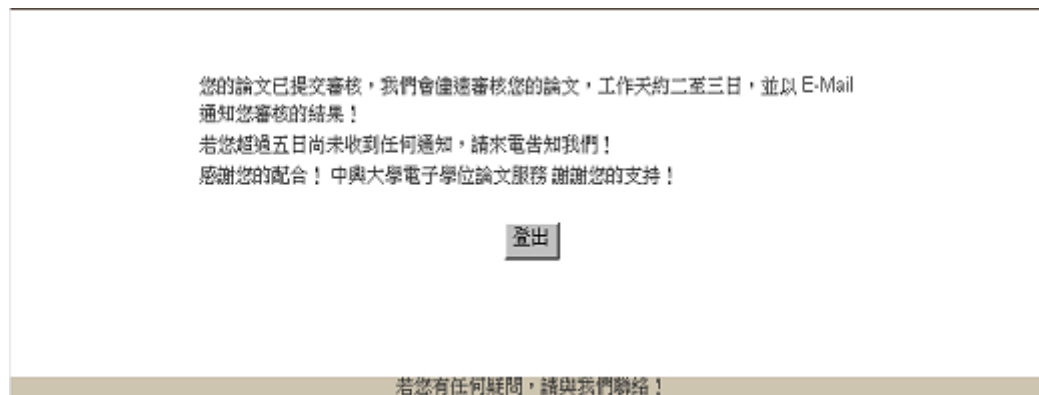 您的論文已提交審核，我們會儘速審核您的論文，工作天約二至三日，並以 E-Mail
通知您審核的結果！
若您超過五日尚未收到任何通知，請來電告知我們！
感謝您的配合！ 中興大學電子學位論文服務 謝謝您的支持！
登出
若您有任何疑問，請與我們聯絡！